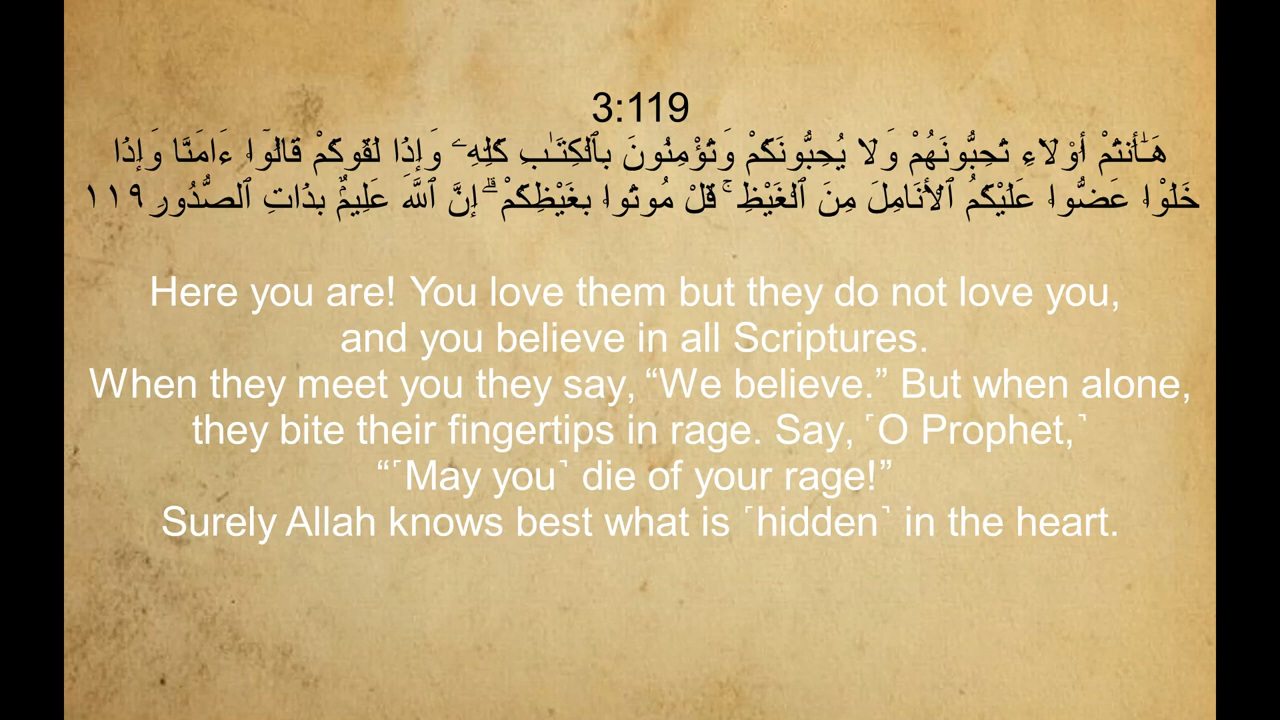 3:119
هَـٰٓأَنتُمْ أُو۟لَآءِ تُحِبُّونَهُمْ وَلَا يُحِبُّونَكُمْ وَتُؤْمِنُونَ بِٱلْكِتَـٰبِ كُلِّهِۦ وَإِذَا لَقُوكُمْ قَالُوٓا۟ ءَامَنَّا وَإِذَا
خَلَوْا۟ عَضُّوا۟ عَلَيْكُمُ ٱلْأَنَامِلَ مِنَ ٱلْغَيْظِ ۚ قُلْ مُوتُوا۟ بِغَيْظِكُمْ ۗ إِنَّ ٱللَّهَ عَلِيمٌۢ بِذَاتِ ٱلصُّدُورِ ١١٩
Here you are! You love them but they do not love you,
and you believe in all Scriptures.
When they meet you they say, “We believe.” But when alone,
they bite their fingertips in rage. Say, ˹O Prophet,˺
“˹May you˺ die of your rage!”
Surely Allah knows best what is ˹hidden˺ in the heart.